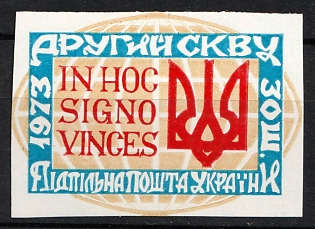 ДРУГИЙ СКВУ
1973
IN HOC
SIGNO
VINCES
ЗОШ.
ПІДПІЛЬНА ПОШТА УКРАЇНИ